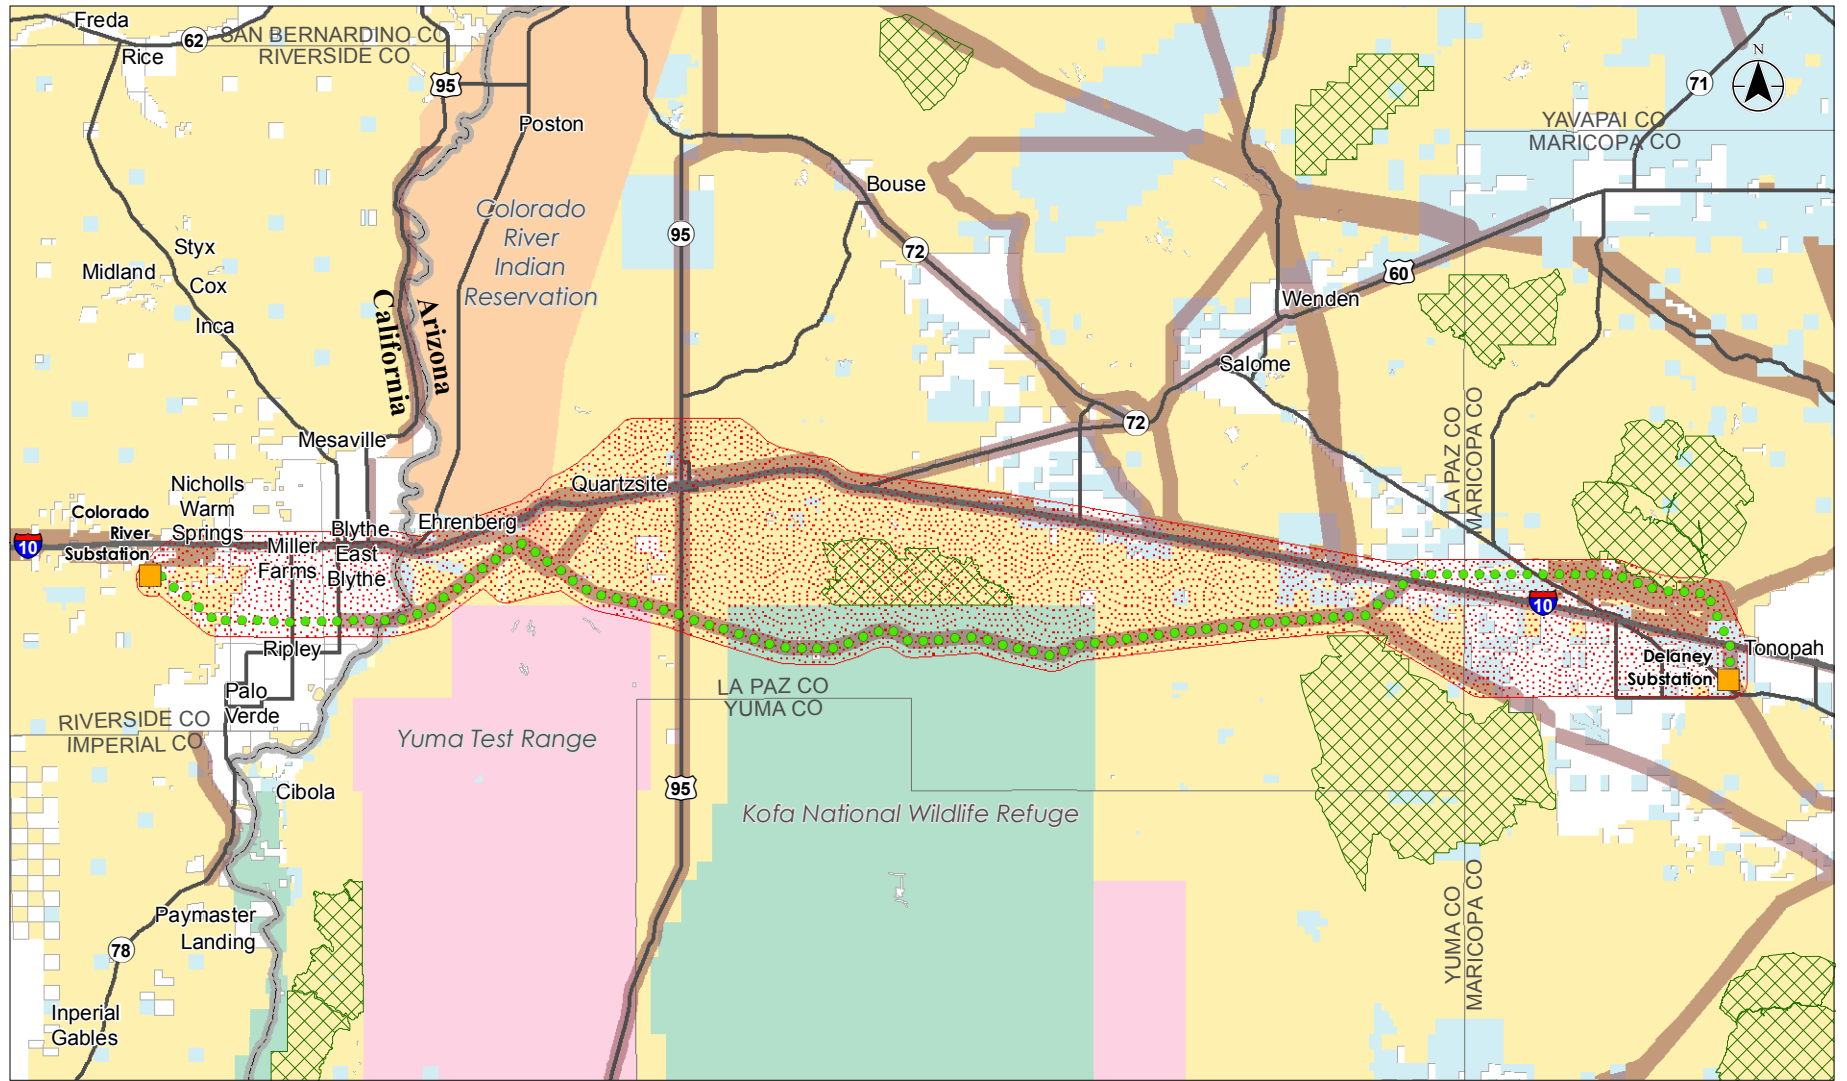 Freda
62
SAN BERNARDINO CO
RIVERSIDE CO
Rice
95
Poston
N
71
YAVAPAI CO
MARICOPA CO
Bouse
Colorado
River
Indian
Reservation
95
72
Styx
Midland
Cox
Inca
60
Wenden
California
Arizona
Salome
72
LA PAZ CO
MARICOPA CO
Mesaville
Nicholls
Warm
Springs
Quartzsite
Colorado
River
Substation
10
Blythe
Ehrenberg
Miller
Farms
East
Blythe
10
Ripley
Tonopah
Delaney
Substation
Palo
Verde
LA PAZ CO
YUMA CO
RIVERSIDE CO
IMPERIAL CO
Yuma Test Range
95
Cibola
Kofa National Wildlife Refuge
YUMA CO
MARICOPA CO
Paymaster
Landing
78
Inperial
Gables